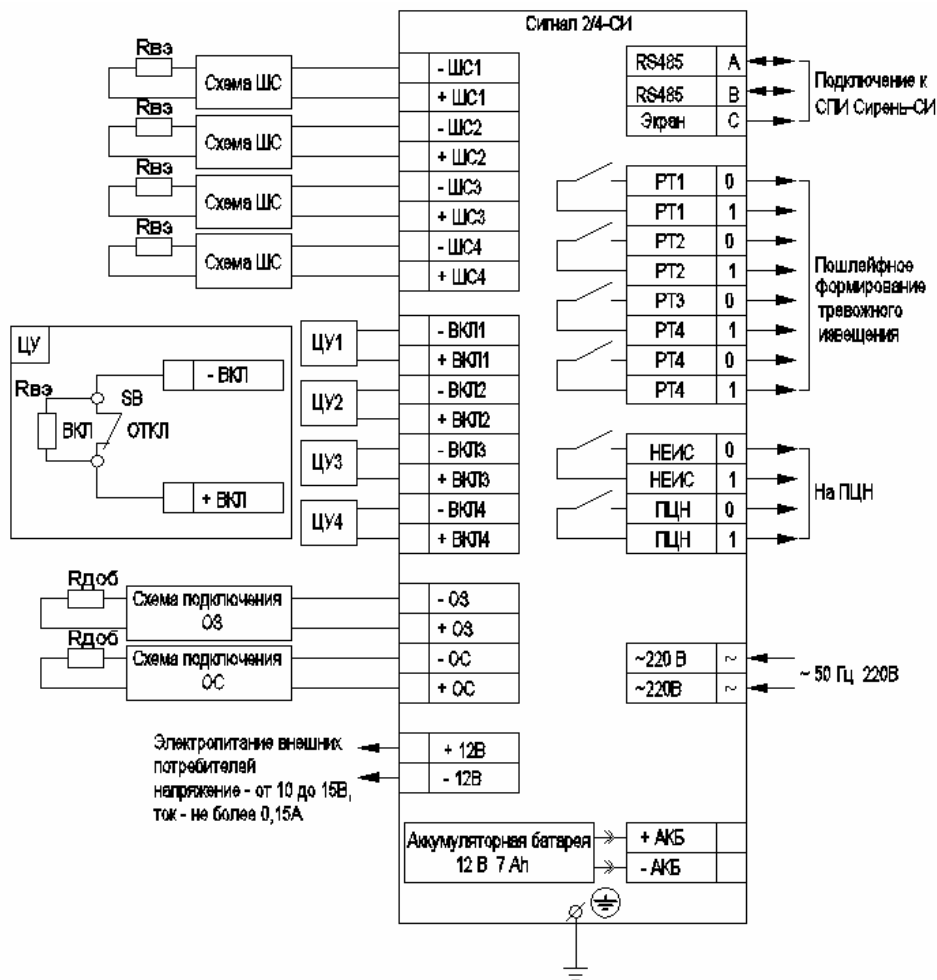 Сигнал 2/4-СИ
Rвэ
Схема ШС
- ШС1
+ ШС1
Rвэ
Схема ШС
- ШС2
+ ШС2
Rвэ
Схема ШС
- ШС3
+ ШС3
Rвэ
Схема ШС
- ШС4
+ ШС4
RS485 A
RS485 B
Экран C
Подключение к
СПИ Сирень-СИ
РТ1 0
РТ1 1
РТ2 0
РТ2 1
РТ3 0
РТ4 1
РТ4 0
РТ4 1
Пошлейфное
формирование
тревожного
извещения
ЦУ
Rвэ
ВКЛ
SB
ОТКЛ
- ВКЛ
+ ВКЛ
ЦУ1
- ВКЛ1
+ ВКЛ1
ЦУ2
- ВКЛ2
+ ВКЛ2
ЦУ3
- ВКЛ3
+ ВКЛ3
ЦУ4
- ВКЛ4
+ ВКЛ4
НЕИС 0
НЕИС 1
ПЦН 0
ПЦН 1
На ПЦН
Rдоб
Схема подключения
ОЗ
- ОЗ
+ ОЗ
Rдоб
Схема подключения
ОС
- ОС
+ ОС
~220 В ~
~220В ~
~ 50 Гц 220В
Электропитание внешних
потребителей
напряжение - от 10 до 15В,
ток - не более 0,15А
+ 12В
- 12В
Аккумуляторная батарея
12 В 7 Ah
+ АКБ
- АКБ